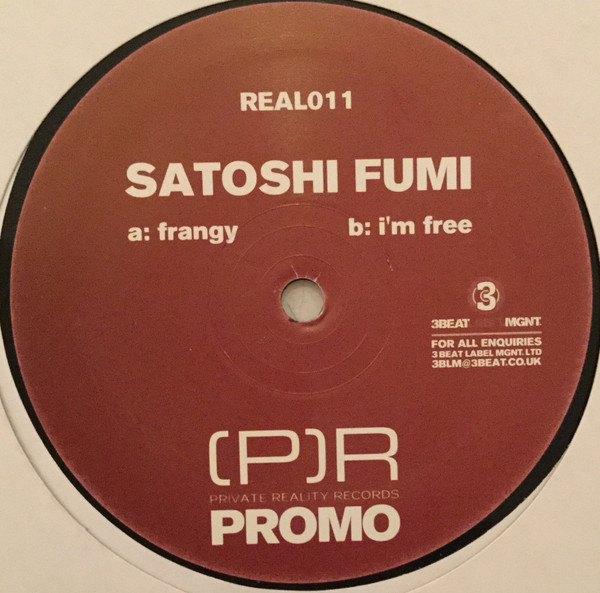 REAL011
SATOSHI FUMI
a: frangy b: i'm free
3
3BEAT MGNT.
FOR ALL ENQUIRIES
3 BEAT LABEL MGNT. LTD
3BLM@3BEAT.CO.UK
(P)R
PRIVATE REALITY RECORDS
PROMO